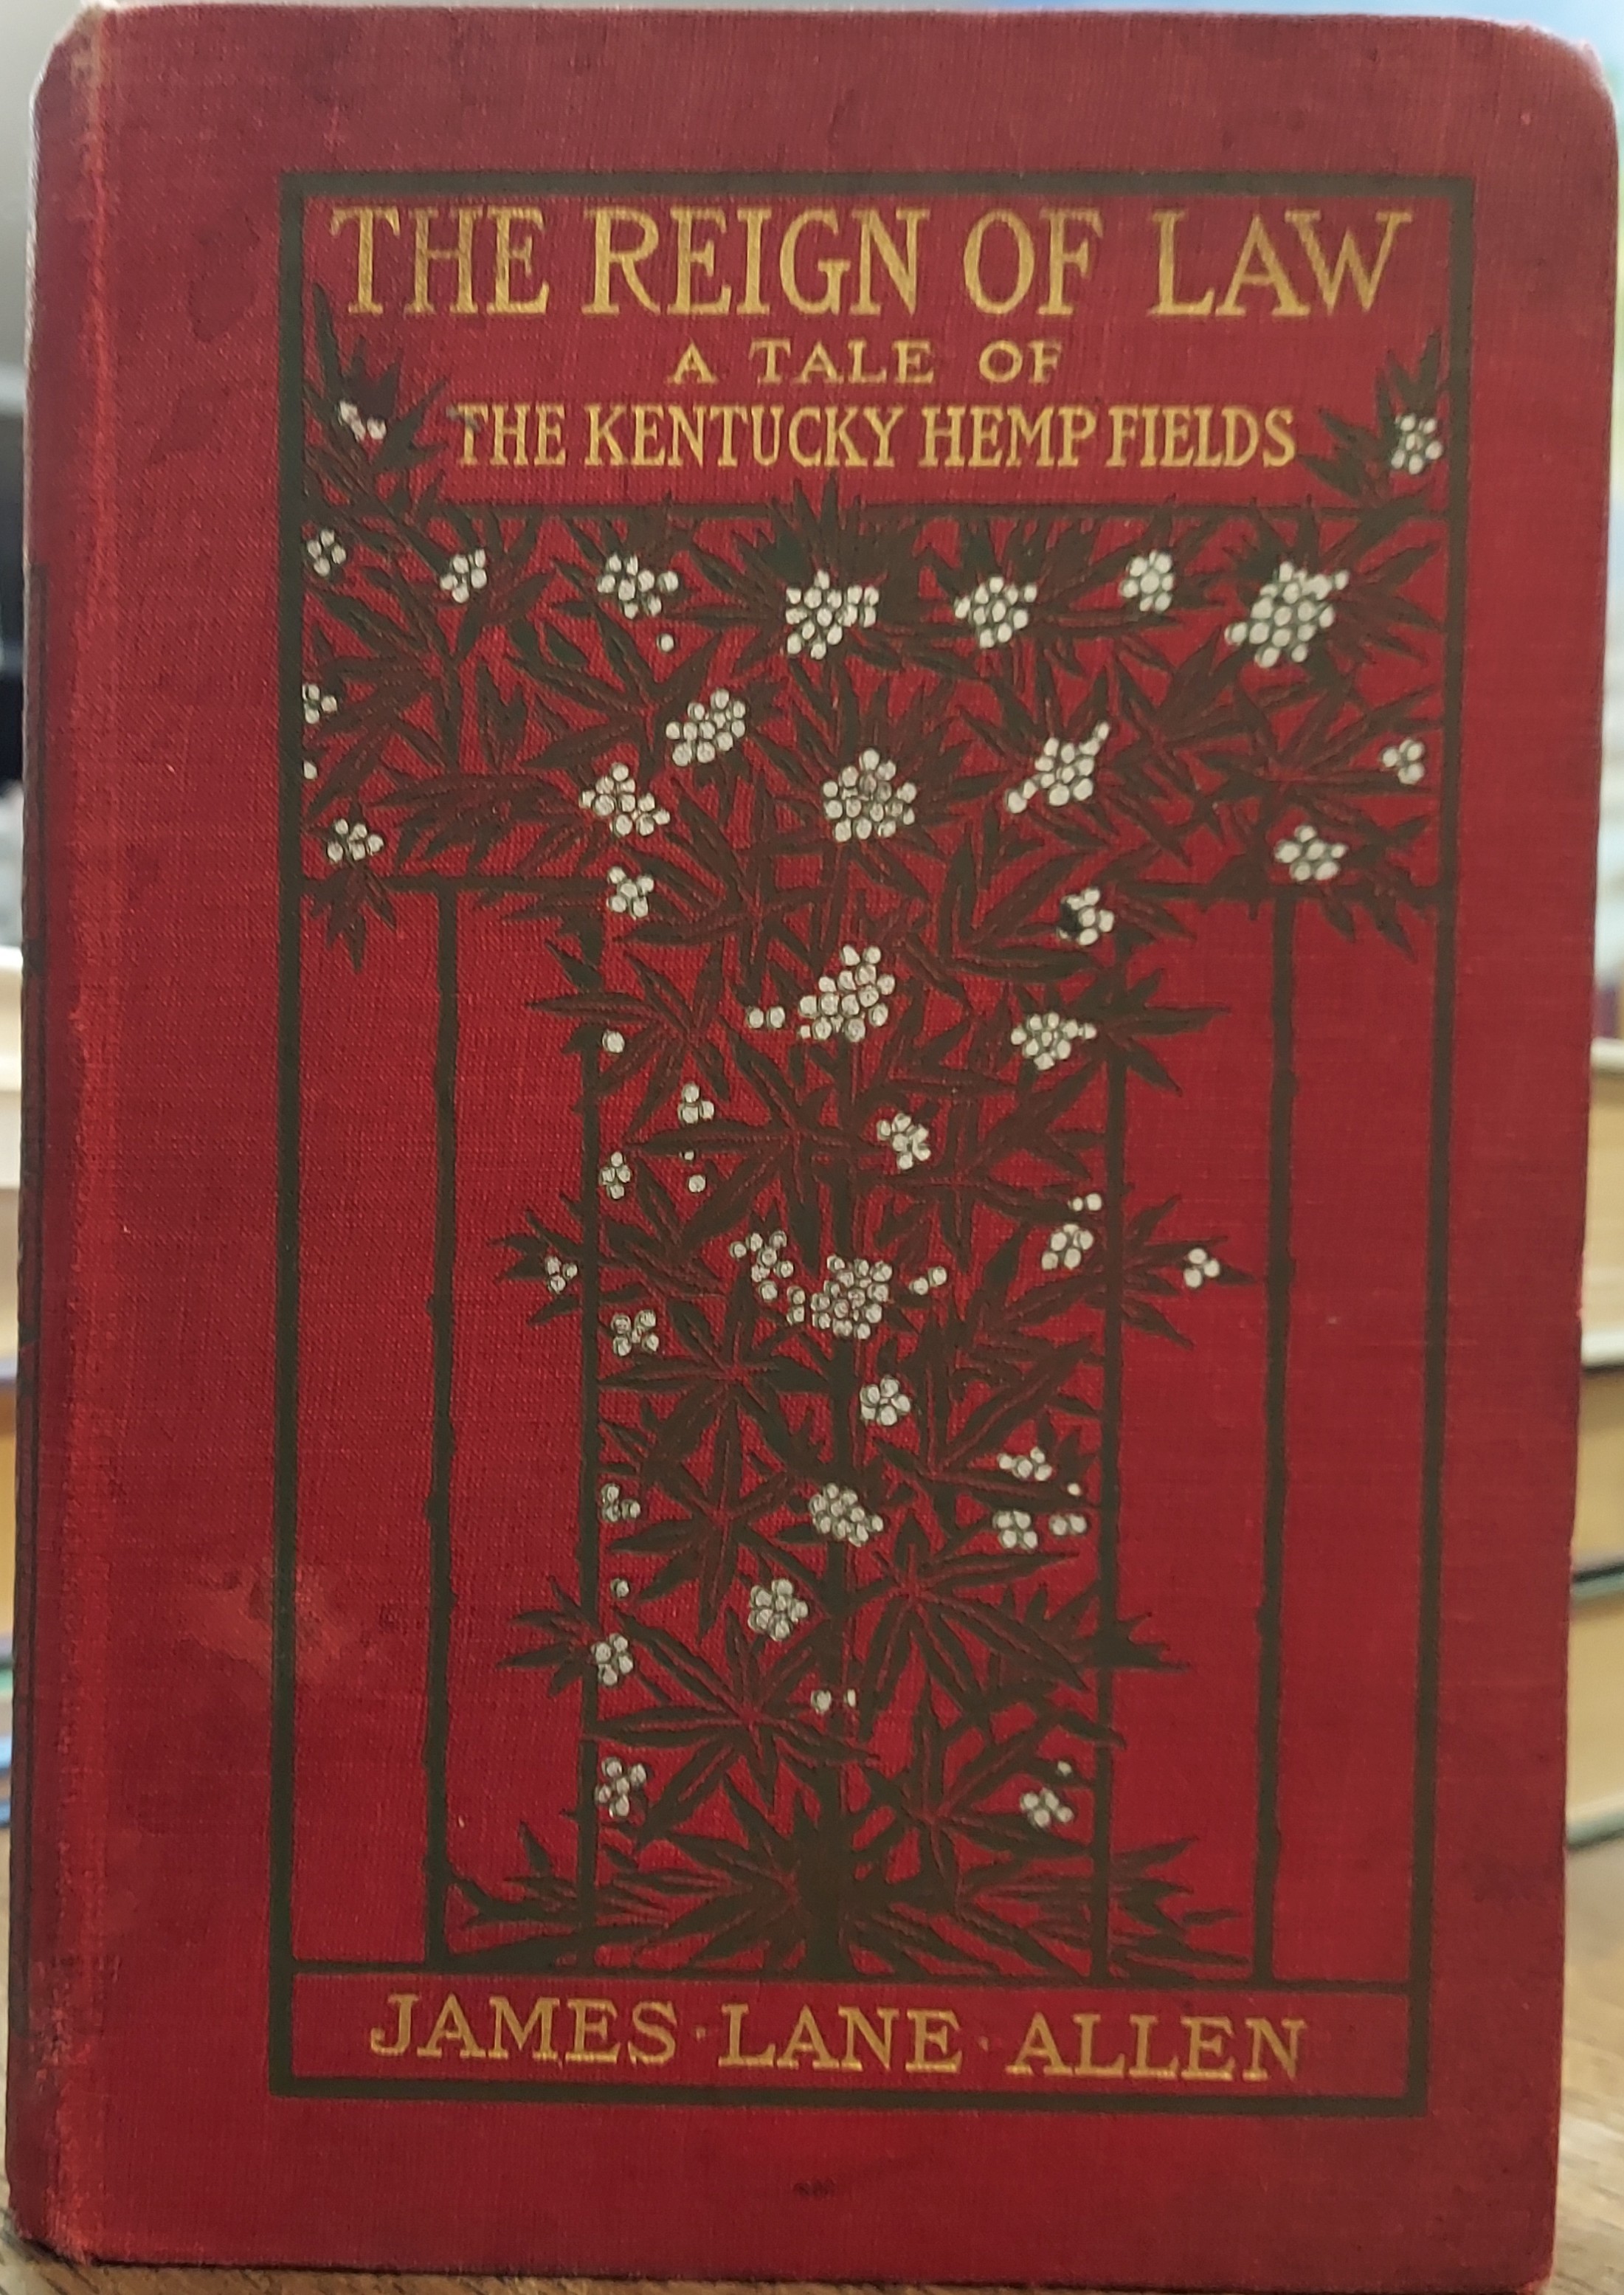 THE REIGN OF LAW
A TALE OF
THE KENTUCKY HEMP FIELDS
JAMES · LANE · ALLEN